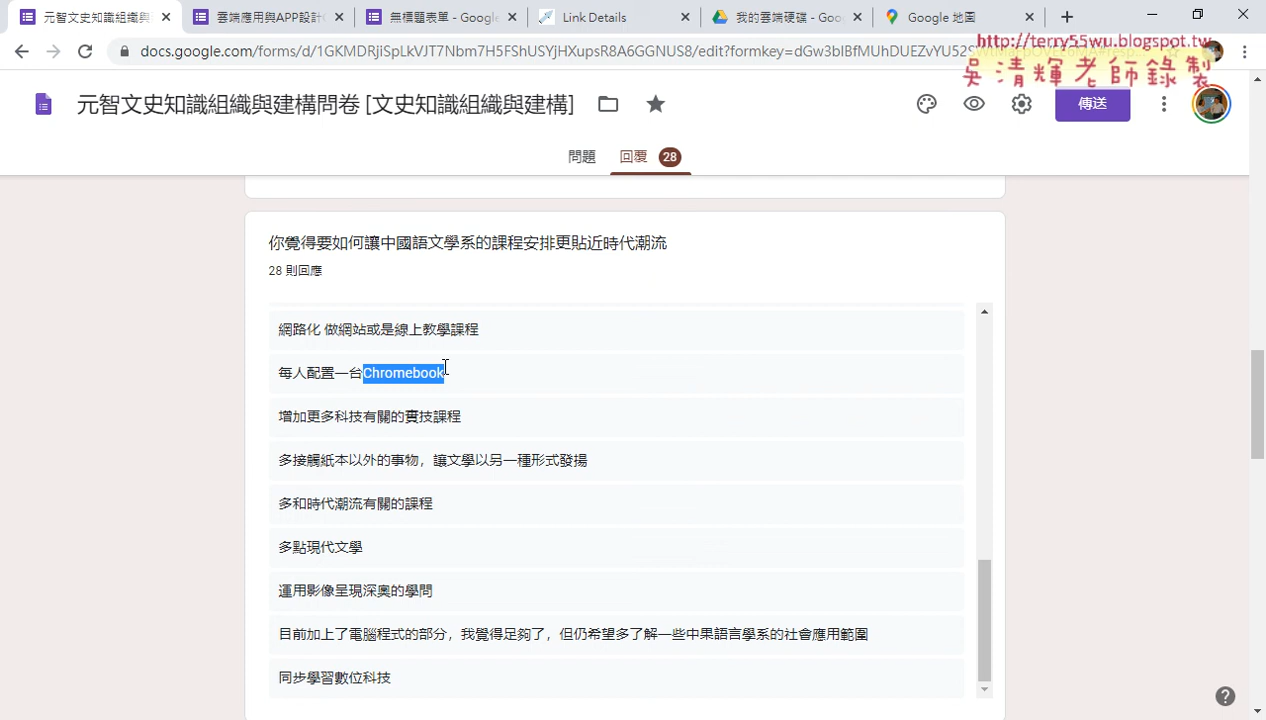 元智文史知識組織與
雲端應用與APP設計
無標題表單 - Google
Link Details
我的雲端硬碟 - Goo
Google 地圖
docs.google.com/forms/d/1GKMDRjiSpLkVJT7Nbm7H5FShUSYjHXupsR8A6GGNUS8/edit?formkey=dGw3blBfMUhDUEZvYU52S
http://terry55wu.blogspot.tw
吳清輝老師錄製
元智文史知識組織與建構問卷 [文史知識組織與建構]
傳送
問題
回覆 28
你覺得要如何讓中國語文學系的課程安排更貼近時代潮流
28 則回應
網路化 做網站或是線上教學課程
每人配置一台Chromebook
增加更多科技有關的實技課程
多接觸紙本以外的事物，讓文學以另一種形式發揚
多和時代潮流有關的課程
多點現代文學
運用影像呈現深奧的學問
目前加上了電腦程式的部分，我覺得足夠了，但仍希望多了解一些中果語言學系的社會應用範圍
同步學習數位科技